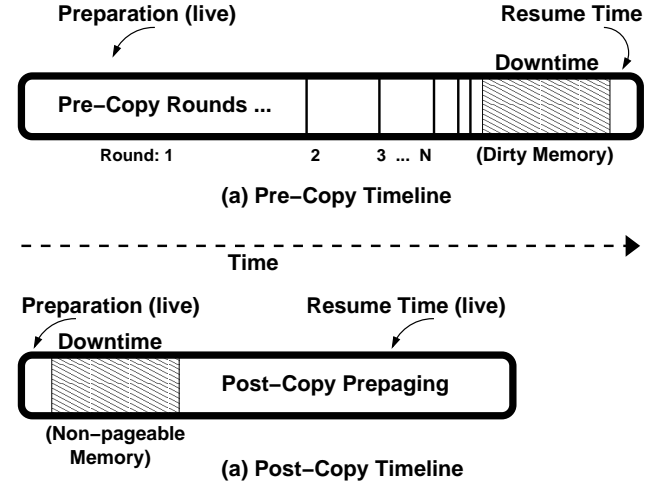 Preparation (live)
Resume Time
Downtime
Pre−Copy Rounds ...
Round: 1 2 3 ... N (Dirty Memory)
(a) Pre−Copy Timeline
Time
Preparation (live) Resume Time (live)
Downtime
Post−Copy Prepaging
(Non−pageable
Memory)
(a) Post−Copy Timeline